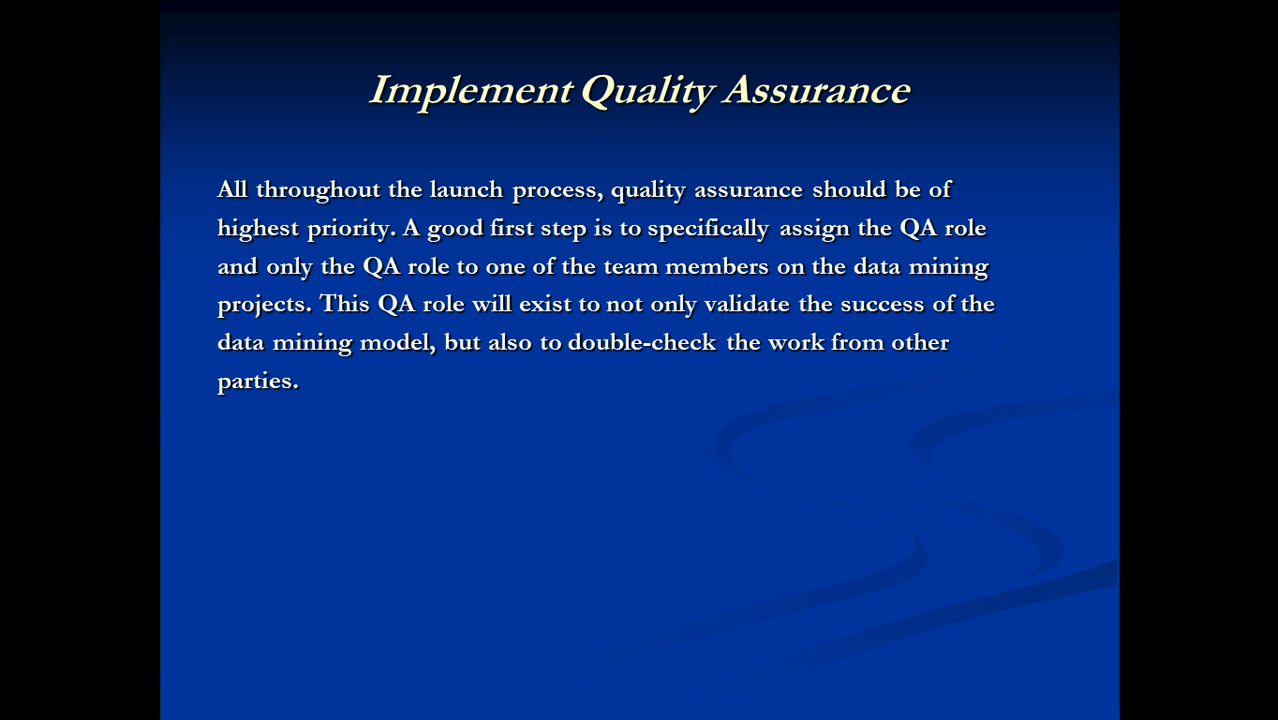 Implement Quality Assurance
All throughout the launch process, quality assurance should be of
highest priority. A good first step is to specifically assign the QA role
and only the QA role to one of the team members on the data mining
projects. This QA role will exist to not only validate the success of the
data mining model, but also to double-check the work from other
parties.